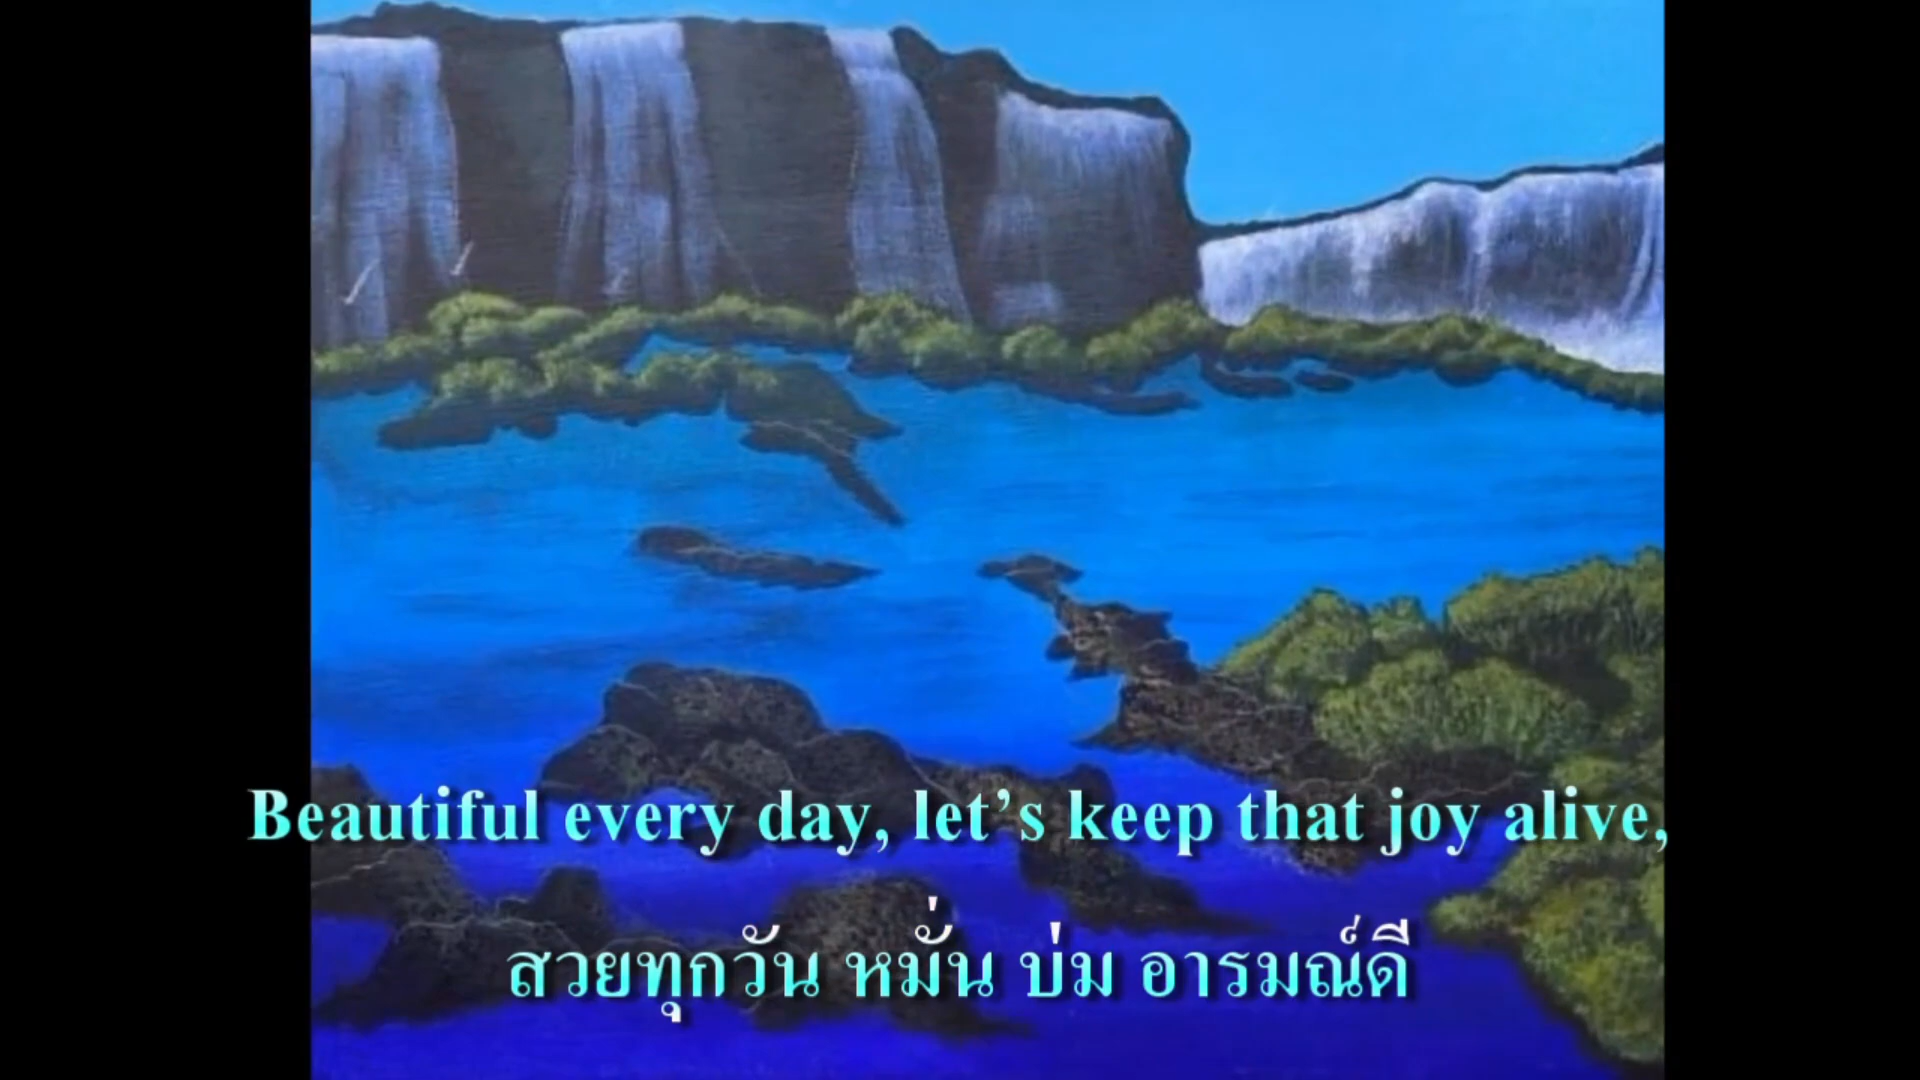 Beautiful every day, let’s keep that joy alive,
สวยทุกวัน หมั่น บ่ม อารมณ์ดี